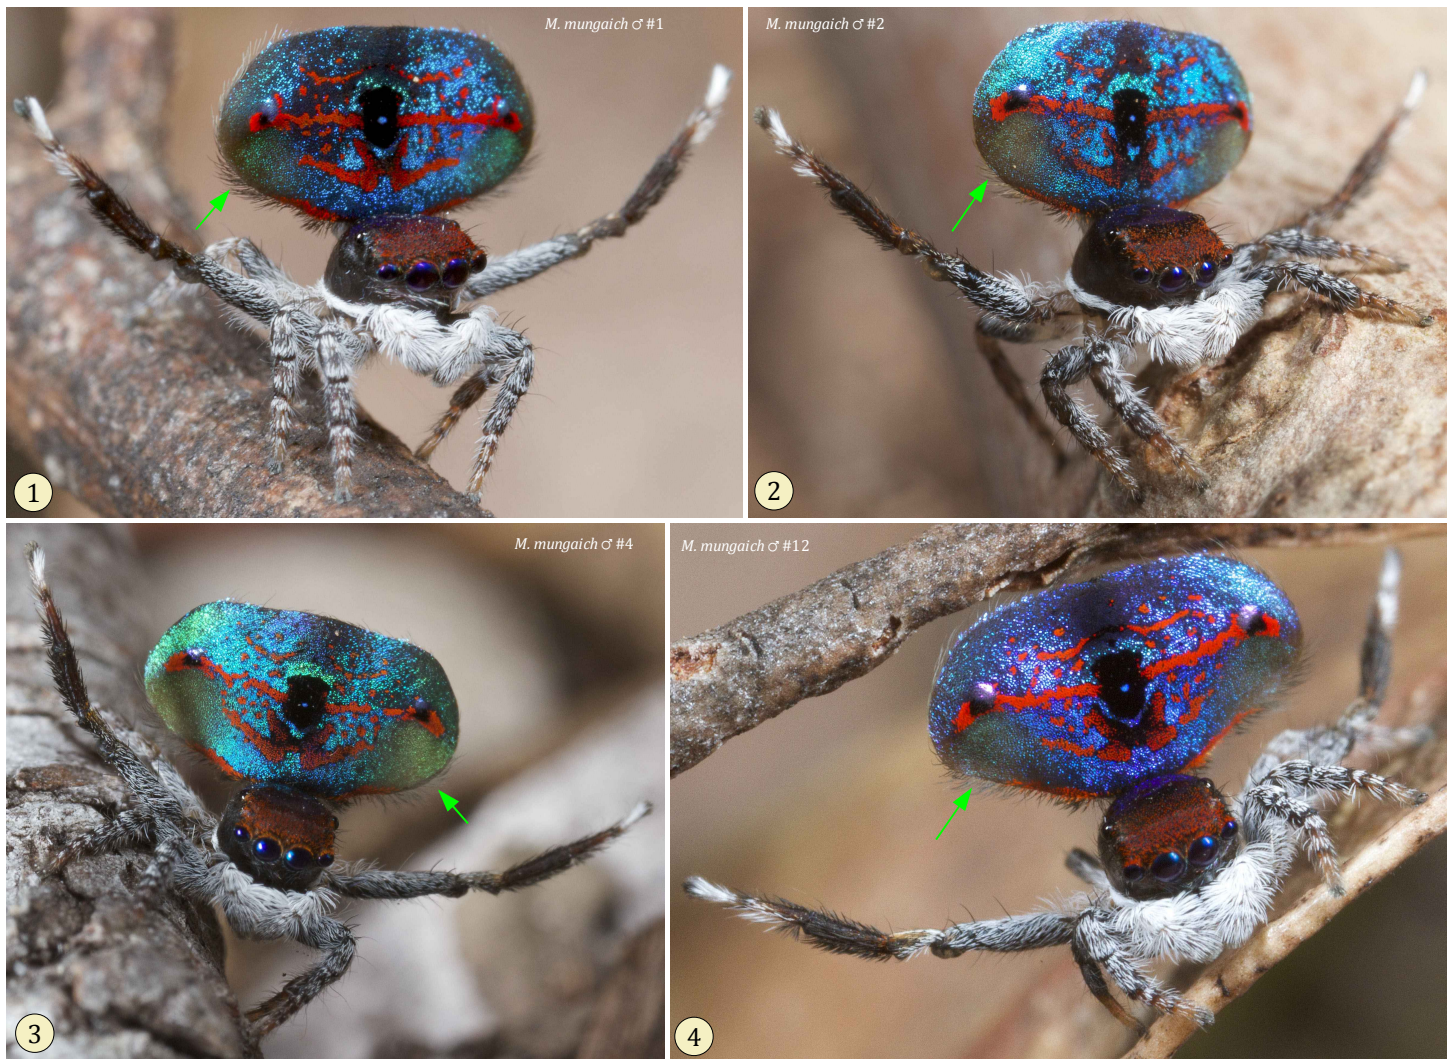 M. mungaich ♂ #1
1
M. mungaich ♂ #2
2
M. mungaich ♂ #4
3
M. mungaich ♂ #12
4